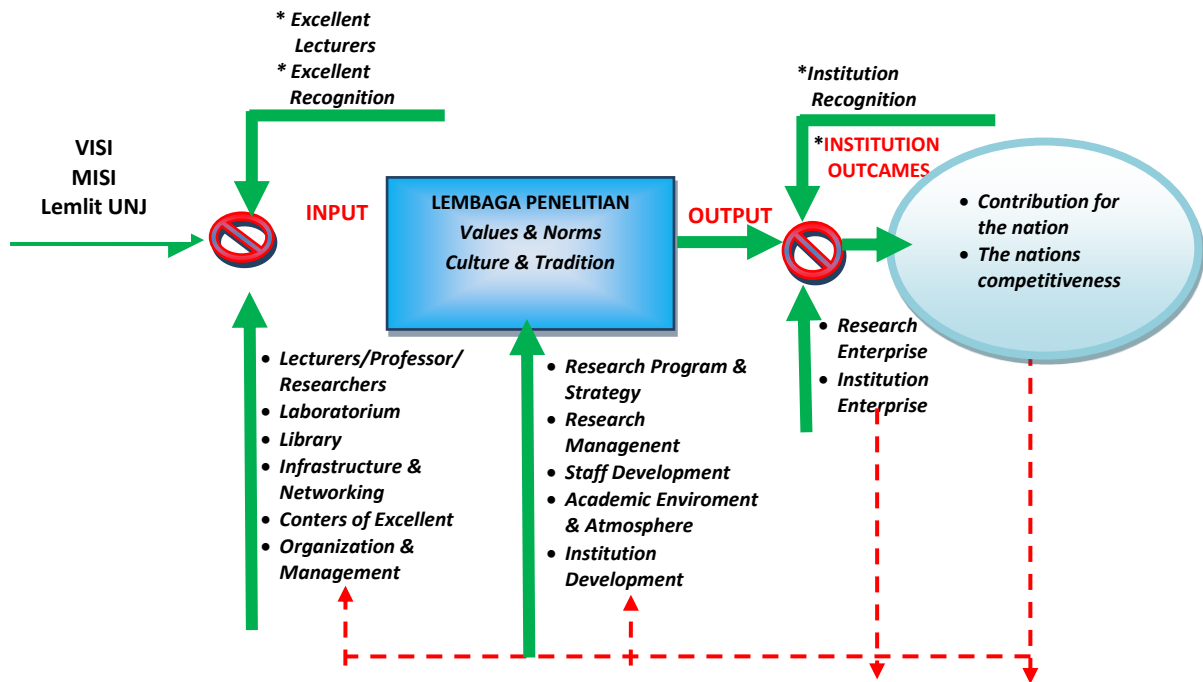 * Excellent
Lecturers
* Excellent
Recognition
VISI
MISI
Lemlit UNJ
INPUT
LEMBAGA PENELITIAN
Values & Norms
Culture & Tradition
OUTPUT
*Institution
Recognition
*INSTITUTION
OUTCAMES
• Contribution for
the nation
• The nations
competitiveness
• Lecturers/Professor/
Researchers
• Laboratorium
• Library
• Infrastructure &
Networking
• Conters of Excellent
• Organization &
Management
• Research Program &
Strategy
• Research
Managenent
• Staff Development
• Academic Enviroment
& Atmosphere
• Institution
Development
• Research
Enterprise
• Institution
Enterprise